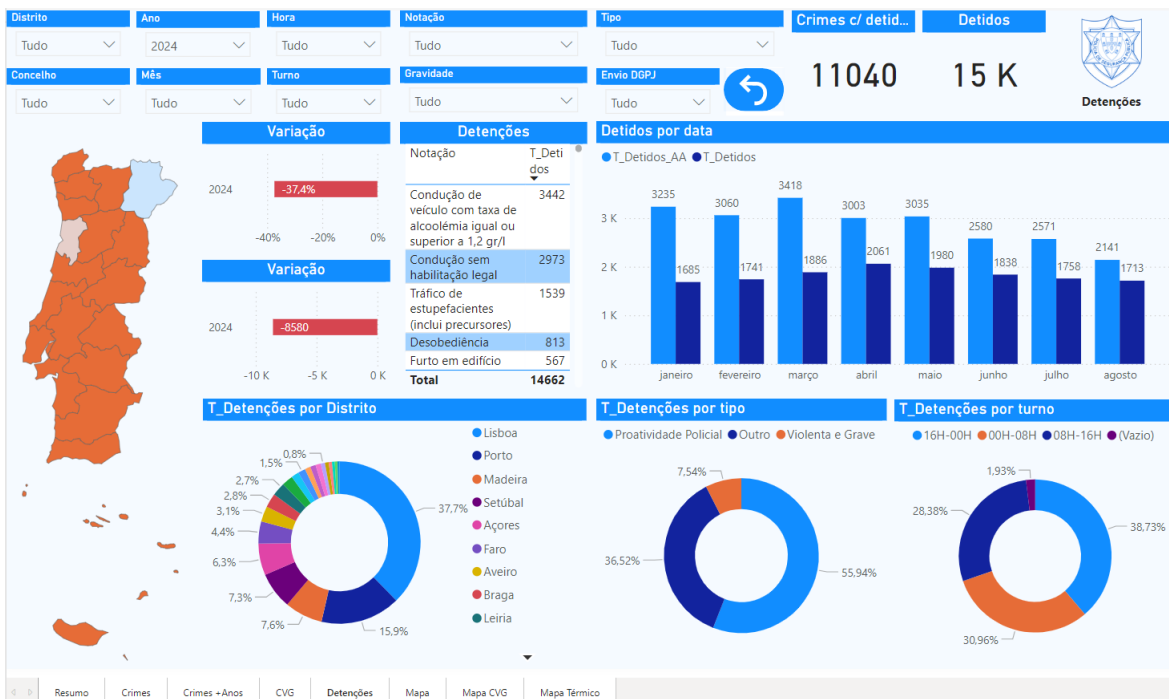 Distrito
Ano
Hora
Notação
Tipo
Crimes c/ detid...
Detidos
Tudo
2024
Tudo
Tudo
Tudo
11040
15 K
Concelho
Mês
Turno
Gravidade
Envio DGPJ
Tudo
Tudo
Tudo
Tudo
Tudo
Detenções
Variação
2024
-37,4%
-40%
-20%
0%
Variação
2024
-8580
-10 K
-5 K
0 K
Detenções
Notação
T_Deti
dos
Condução de 3442
veículo com taxa de
alcoolémia igual ou
superior a 1,2 gr/l
Condução sem 2973
habilitação legal
Tráfico de 1539
estupefacientes
(inclui precursores)
Desobediência 813
Furto em edifício 567
Total 14662
Detidos por data
T_Detidos_AA T_Detidos
3 K
2 K
1 K
0 K
3235
1685
3060
1741
3418
1886
3003
2061
3035
1980
2580
1838
2571
1758
2141
1713
janeiro
fevereiro
março
abril
maio
junho
julho
agosto
T_Detenções por Distrito
37,7%
15,9%
7,6%
7,3%
6,3%
4,4%
3,1%
2,8%
2,7%
1,5%
0,8%
Lisboa
Porto
Madeira
Setúbal
Açores
Faro
Aveiro
Braga
Leiria
T_Detenções por tipo
Proatividade Policial Outro Violenta e Grave
7,54%
36,52%
55,94%
T_Detenções por turno
16H-00H 00H-08H 08H-16H (Vazio)
1,93%
28,38%
38,73%
30,96%
Resumo
Crimes
Crimes +Anos
CVG
Detenções
Mapa
Mapa CVG
Mapa Térmico